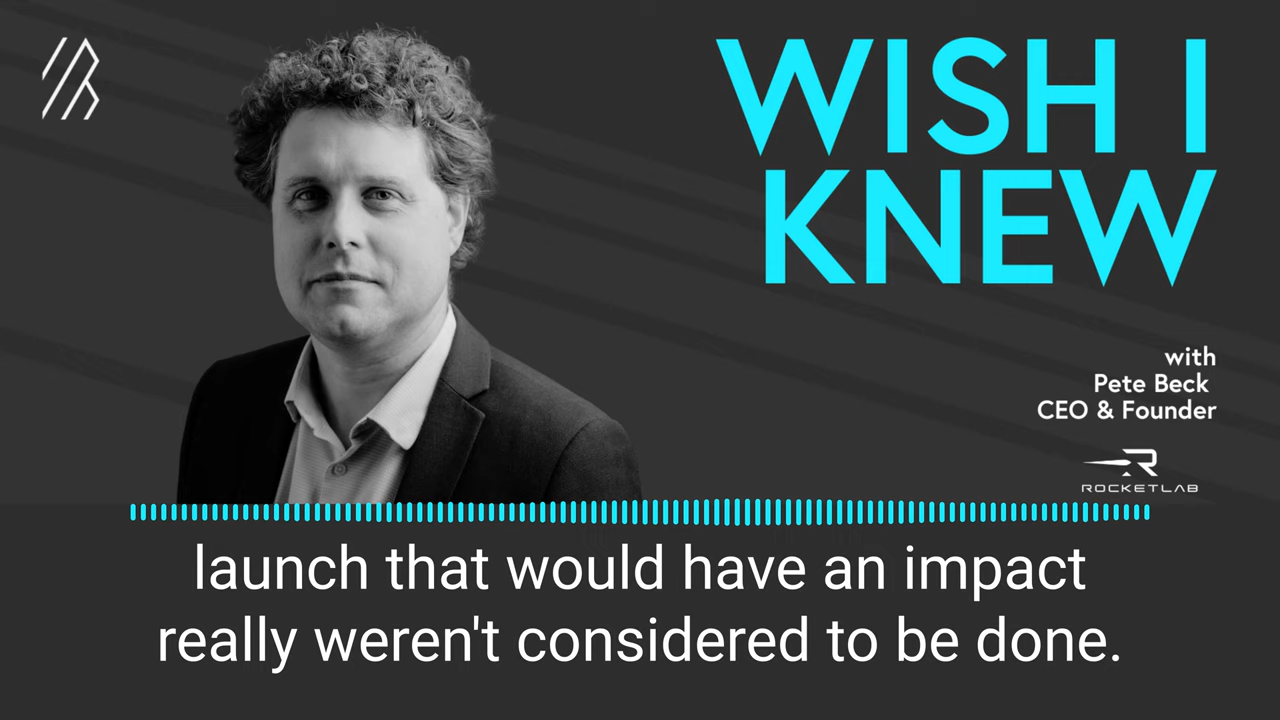 WISH I
KNEW
with
Pete Beck
CEO & Founder
ROCKETLAB
launch that would have an impact
really weren't considered to be done.